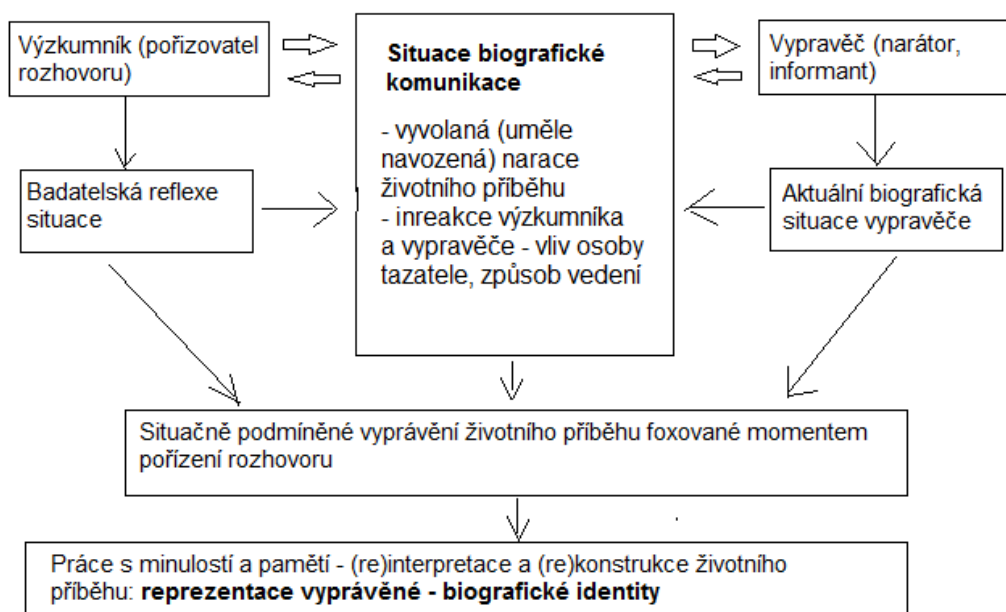 Výzkumník (pořizovatel
rozhovoru)
Situace biografické
komunikace
- vyvolaná (uměle
navozená) narace
životního příběhu
- inreakce výzkumníka
a vypravěče - vliv osoby
tazatele, způsob vedení
Vypravěč (narátor,
informant)
Badatelská reflexe
situace
Aktuální biografická
situace vypravěče
Situačně podmíněné vyprávění životního příběhu foxované momentem
pořízení rozhovoru
Práce s minulostí a pamětí - (re)interpretace a (re)konstrukce životního
příběhu: reprezentace vyprávěné - biografické identity